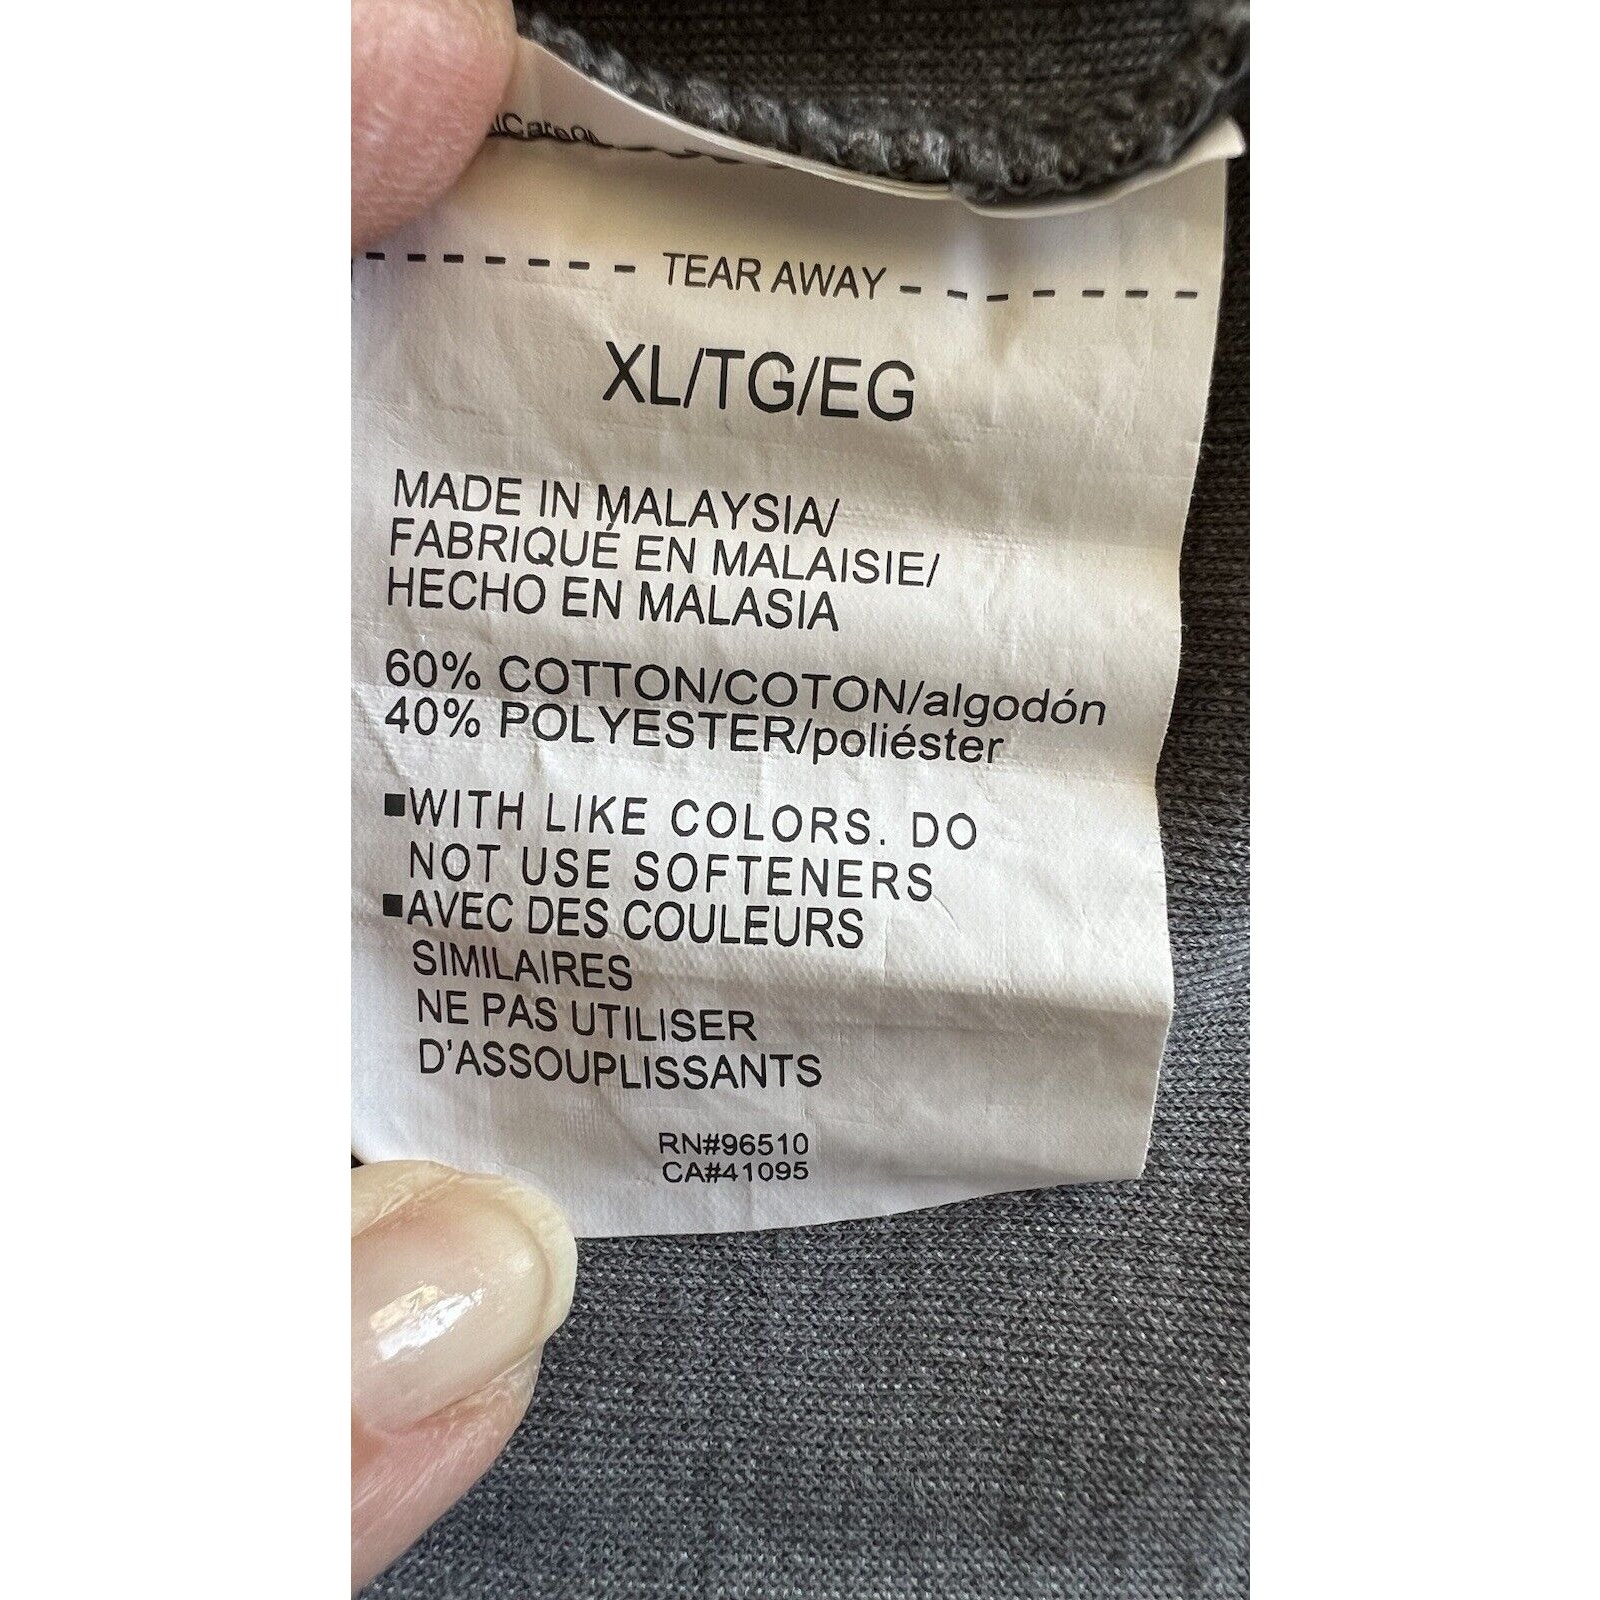 TEAR AWAY
XL/TG/EG
MADE IN MALAYSIA/
FABRIQUÉ EN MALAISIE/
HECHO EN MALASIA
60% COTTON/COTON/algodón
40% POLYESTER/poliéster
■WITH LIKE COLORS. DO
NOT USE SOFTENERS
■AVEC DES COULEURS
SIMILAIRES
NE PAS UTILISER
D'ASSOUPLISSANTS
RN#96510
CA#41095